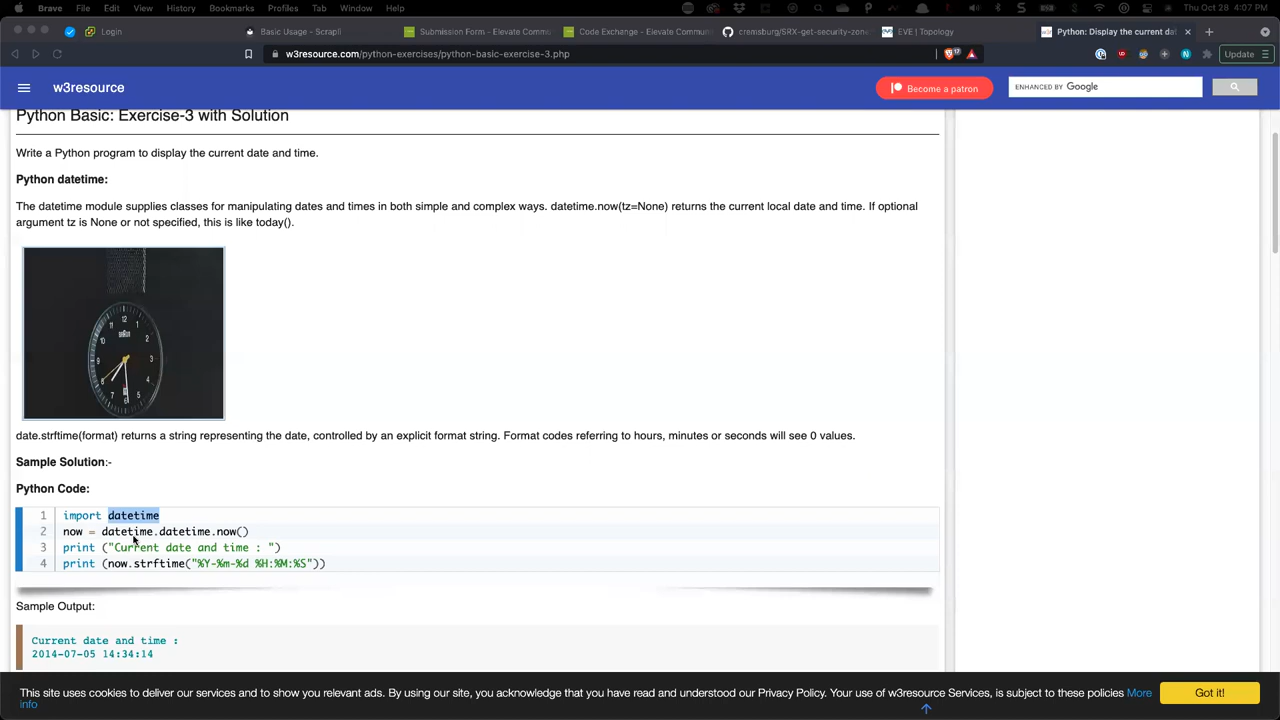 Brave File Edit View History Bookmarks Profiles Tab Window Help Thu Oct 28 4:07 PM
Login Basic Usage - Scrapli Submission Form - Elevate Commu Code Exchange - Elevate Commun cremsburg/SRX-get-security-zone EVE | Topology Python: Display the current dat
w3resource.com/python-exercises/python-basic-exercise-3.php 17 Update
w3resource Become a patron ENHANCED BY Google
Python Basic: Exercise-3 with Solution
Write a Python program to display the current date and time.
Python datetime:
The datetime module supplies classes for manipulating dates and times in both simple and complex ways. datetime.now(tz=None) returns the current local date and time. If optional
argument tz is None or not specified, this is like today().
date.strftime(format) returns a string representing the date, controlled by an explicit format string. Format codes referring to hours, minutes or seconds will see 0 values.
Sample Solution:-
Python Code:
1 import datetime
2 now = datetime.datetime.now()
3 print ("Current date and time : ")
4 print (now.strftime("%Y-%m-%d %H:%M:%S"))
Sample Output:
Current date and time :
2014-07-05 14:34:14
This site uses cookies to deliver our services and to show you relevant ads. By using our site, you acknowledge that you have read and understood our Privacy Policy. Your use of w3resource Services, is subject to these policies More
info
Got it!